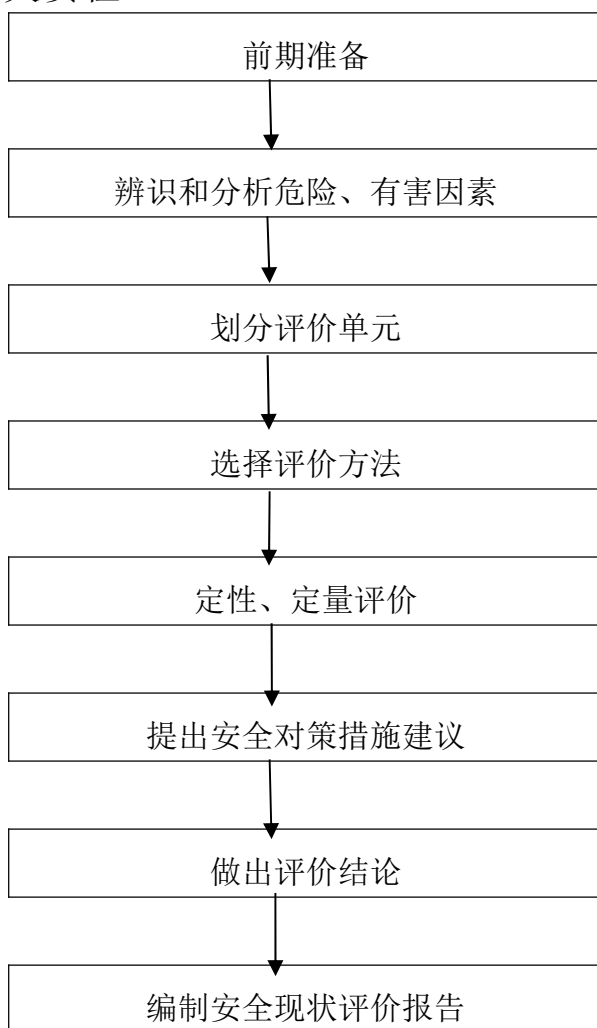 前期准备
辨识和分析危险、有害因素
划分评价单元
选择评价方法
定性、定量评价
提出安全对策措施建议
做出评价结论
编制安全现状评价报告